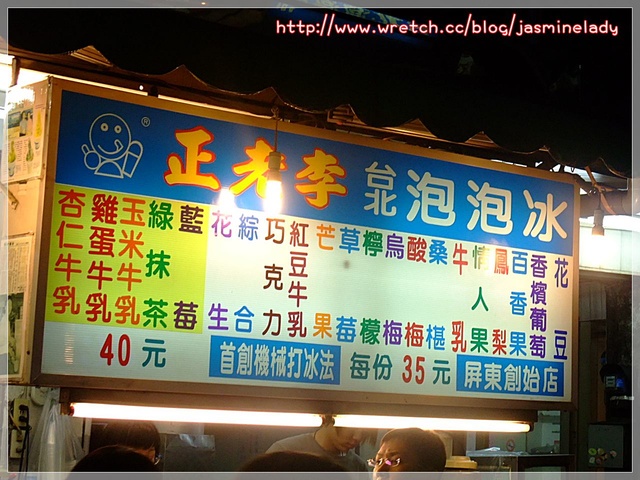 http://www.wretch.cc/blog/jasminelady
®
正老李 台北泡泡冰
杏仁牛乳
雞蛋牛乳
玉米牛乳
綠抹茶
藍莓
花生
綜合
巧克力
紅豆牛乳
芒果
草莓
檸檬
烏梅
酸梅
桑椹
牛乳
情人果
鳳梨
百香果
香檳葡萄
花豆
40元 首創機械打冰法 每份35元 屏東創始店